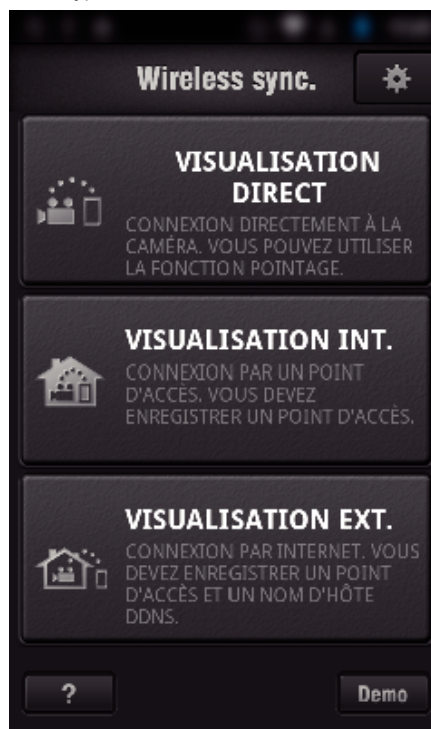 Wireless sync.
VISUALISATION
DIRECT
CONNEXION DIRECTEMENT À LA
CAMÉRA. VOUS POUVEZ UTILISER
LA FONCTION POINTAGE.
VISUALISATION INT.
CONNEXION PAR UN POINT
D'ACCÈS. VOUS DEVEZ
ENREGISTRER UN POINT D'ACCÈS.
VISUALISATION EXT.
CONNEXION PAR INTERNET. VOUS
DEVEZ ENREGISTRER UN POINT
D'ACCÈS ET UN NOM D'HÔTE
DDNS.
?
Demo